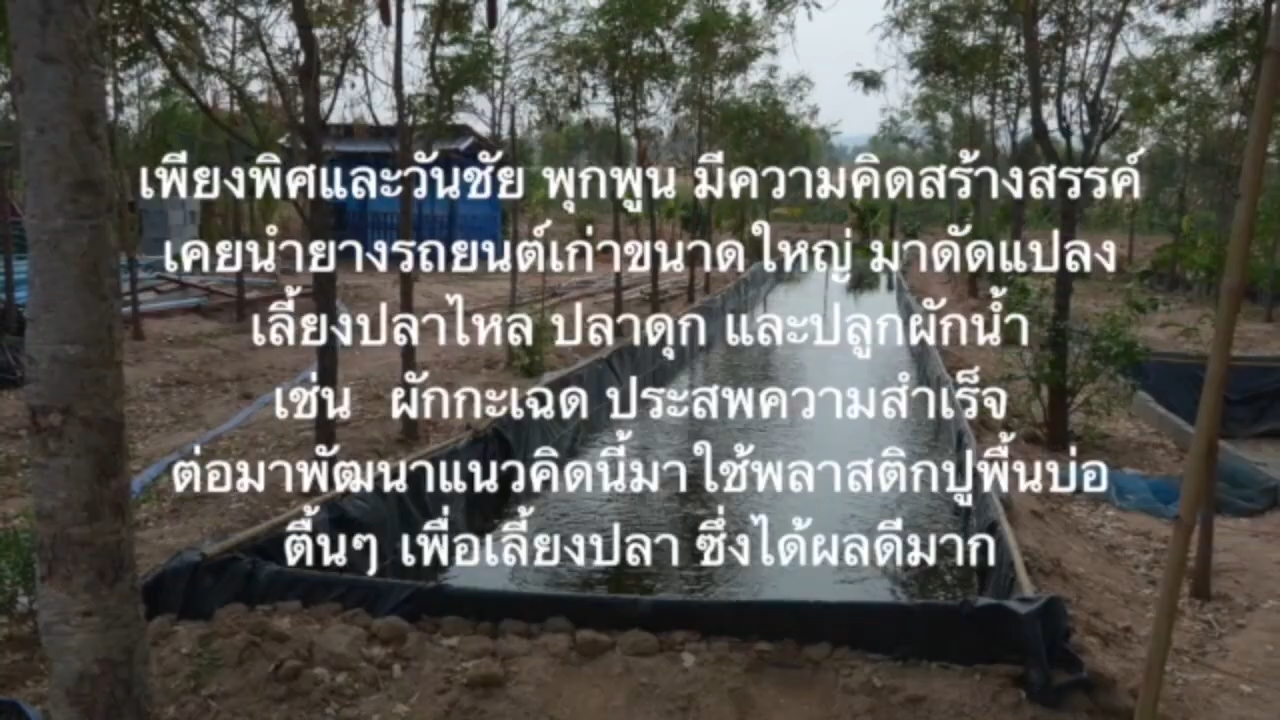 เพียงพิศและวันชัย พุกพูน มีความคิดสร้างสรรค์
เคยนำยางรถยนต์เก่าขนาดใหญ่ มาดัดแปลง
เลี้ยงปลาไหล ปลาดุก และปลูกผักน้ำ
เช่น ผักกะเฉด ประสพความสำเร็จ
ต่อมาพัฒนาแนวคิดนี้มาใช้พลาสติกปูพื้นบ่อ
ตื้นๆ เพื่อเลี้ยงปลา ซึ่งได้ผลดีมาก